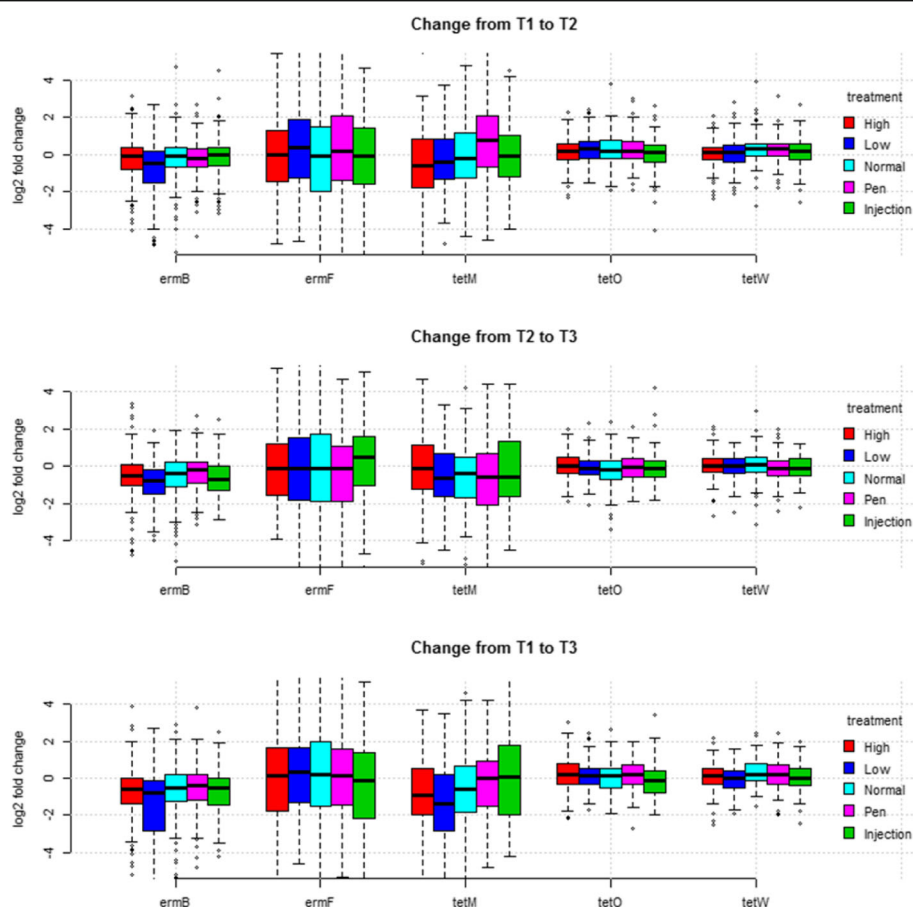 Change from T1 to T2
log2 fold change
4
2
0
-2
-4
ermB ermF tetM tetO tetW
treatment
High
Low
Normal
Pen
Injection
Change from T2 to T3
log2 fold change
4
2
0
-2
-4
ermB ermF tetM tetO tetW
treatment
High
Low
Normal
Pen
Injection
Change from T1 to T3
log2 fold change
4
2
0
-2
-4
ermB ermF tetM tetO tetW
treatment
High
Low
Normal
Pen
Injection